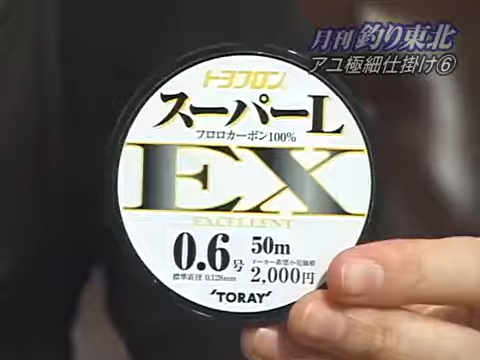 月刊 釣り東北
アユ極細仕掛け⑥
トヨフロン
スーパーL
フロロカーボン100%
EX
EXCELLENT
0.6号 50m
標準直径 0.128mm
メーカー希望小売価格
2,000円
"TORAY"